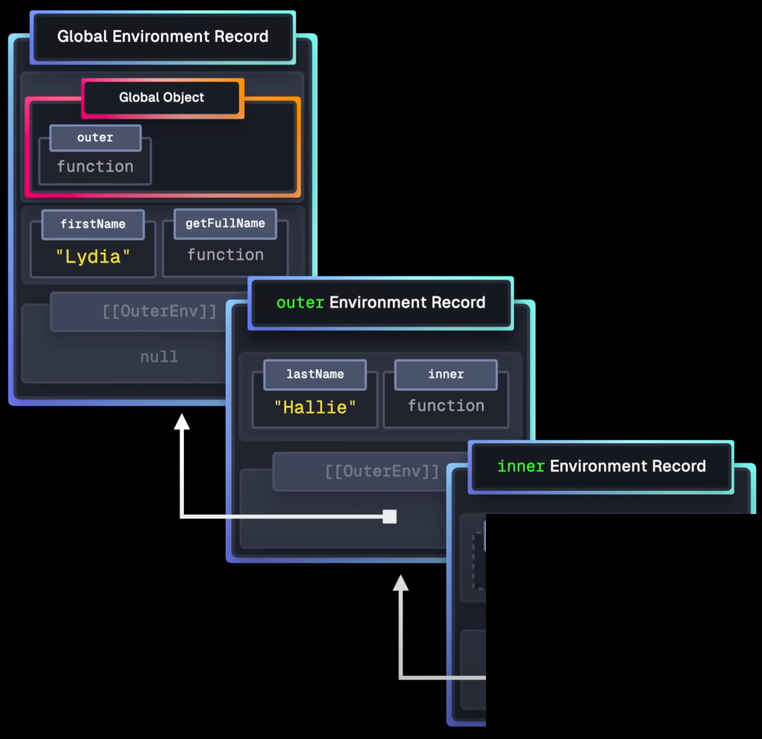 Global Environment Record
Global Object
outer
function
firstName
getFullName
"Lydia"
function
[[OuterEnv]]
null
outer Environment Record
lastName
inner
"Hallie"
function
[[OuterEnv]]
inner Environment Record